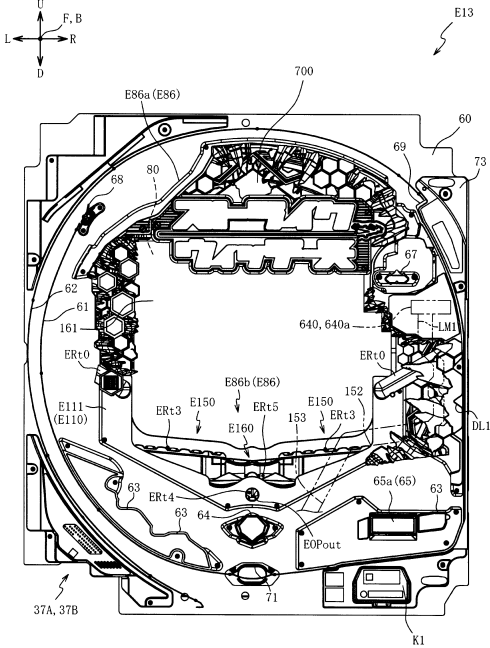 U
F, B
L
R
D
E13
700
E86a(E86)
60
80
69
73
68
67
62
61
161
640, 640a
LM1
ERt0
ERt0
E86b(E86)
E111
(E110)
E150
E150
152
ERt3
ERt5
ERt3
E160
153
DL1
ERt4
63
63
64
65a(65)
63
EOPout
37A, 37B
71
K1